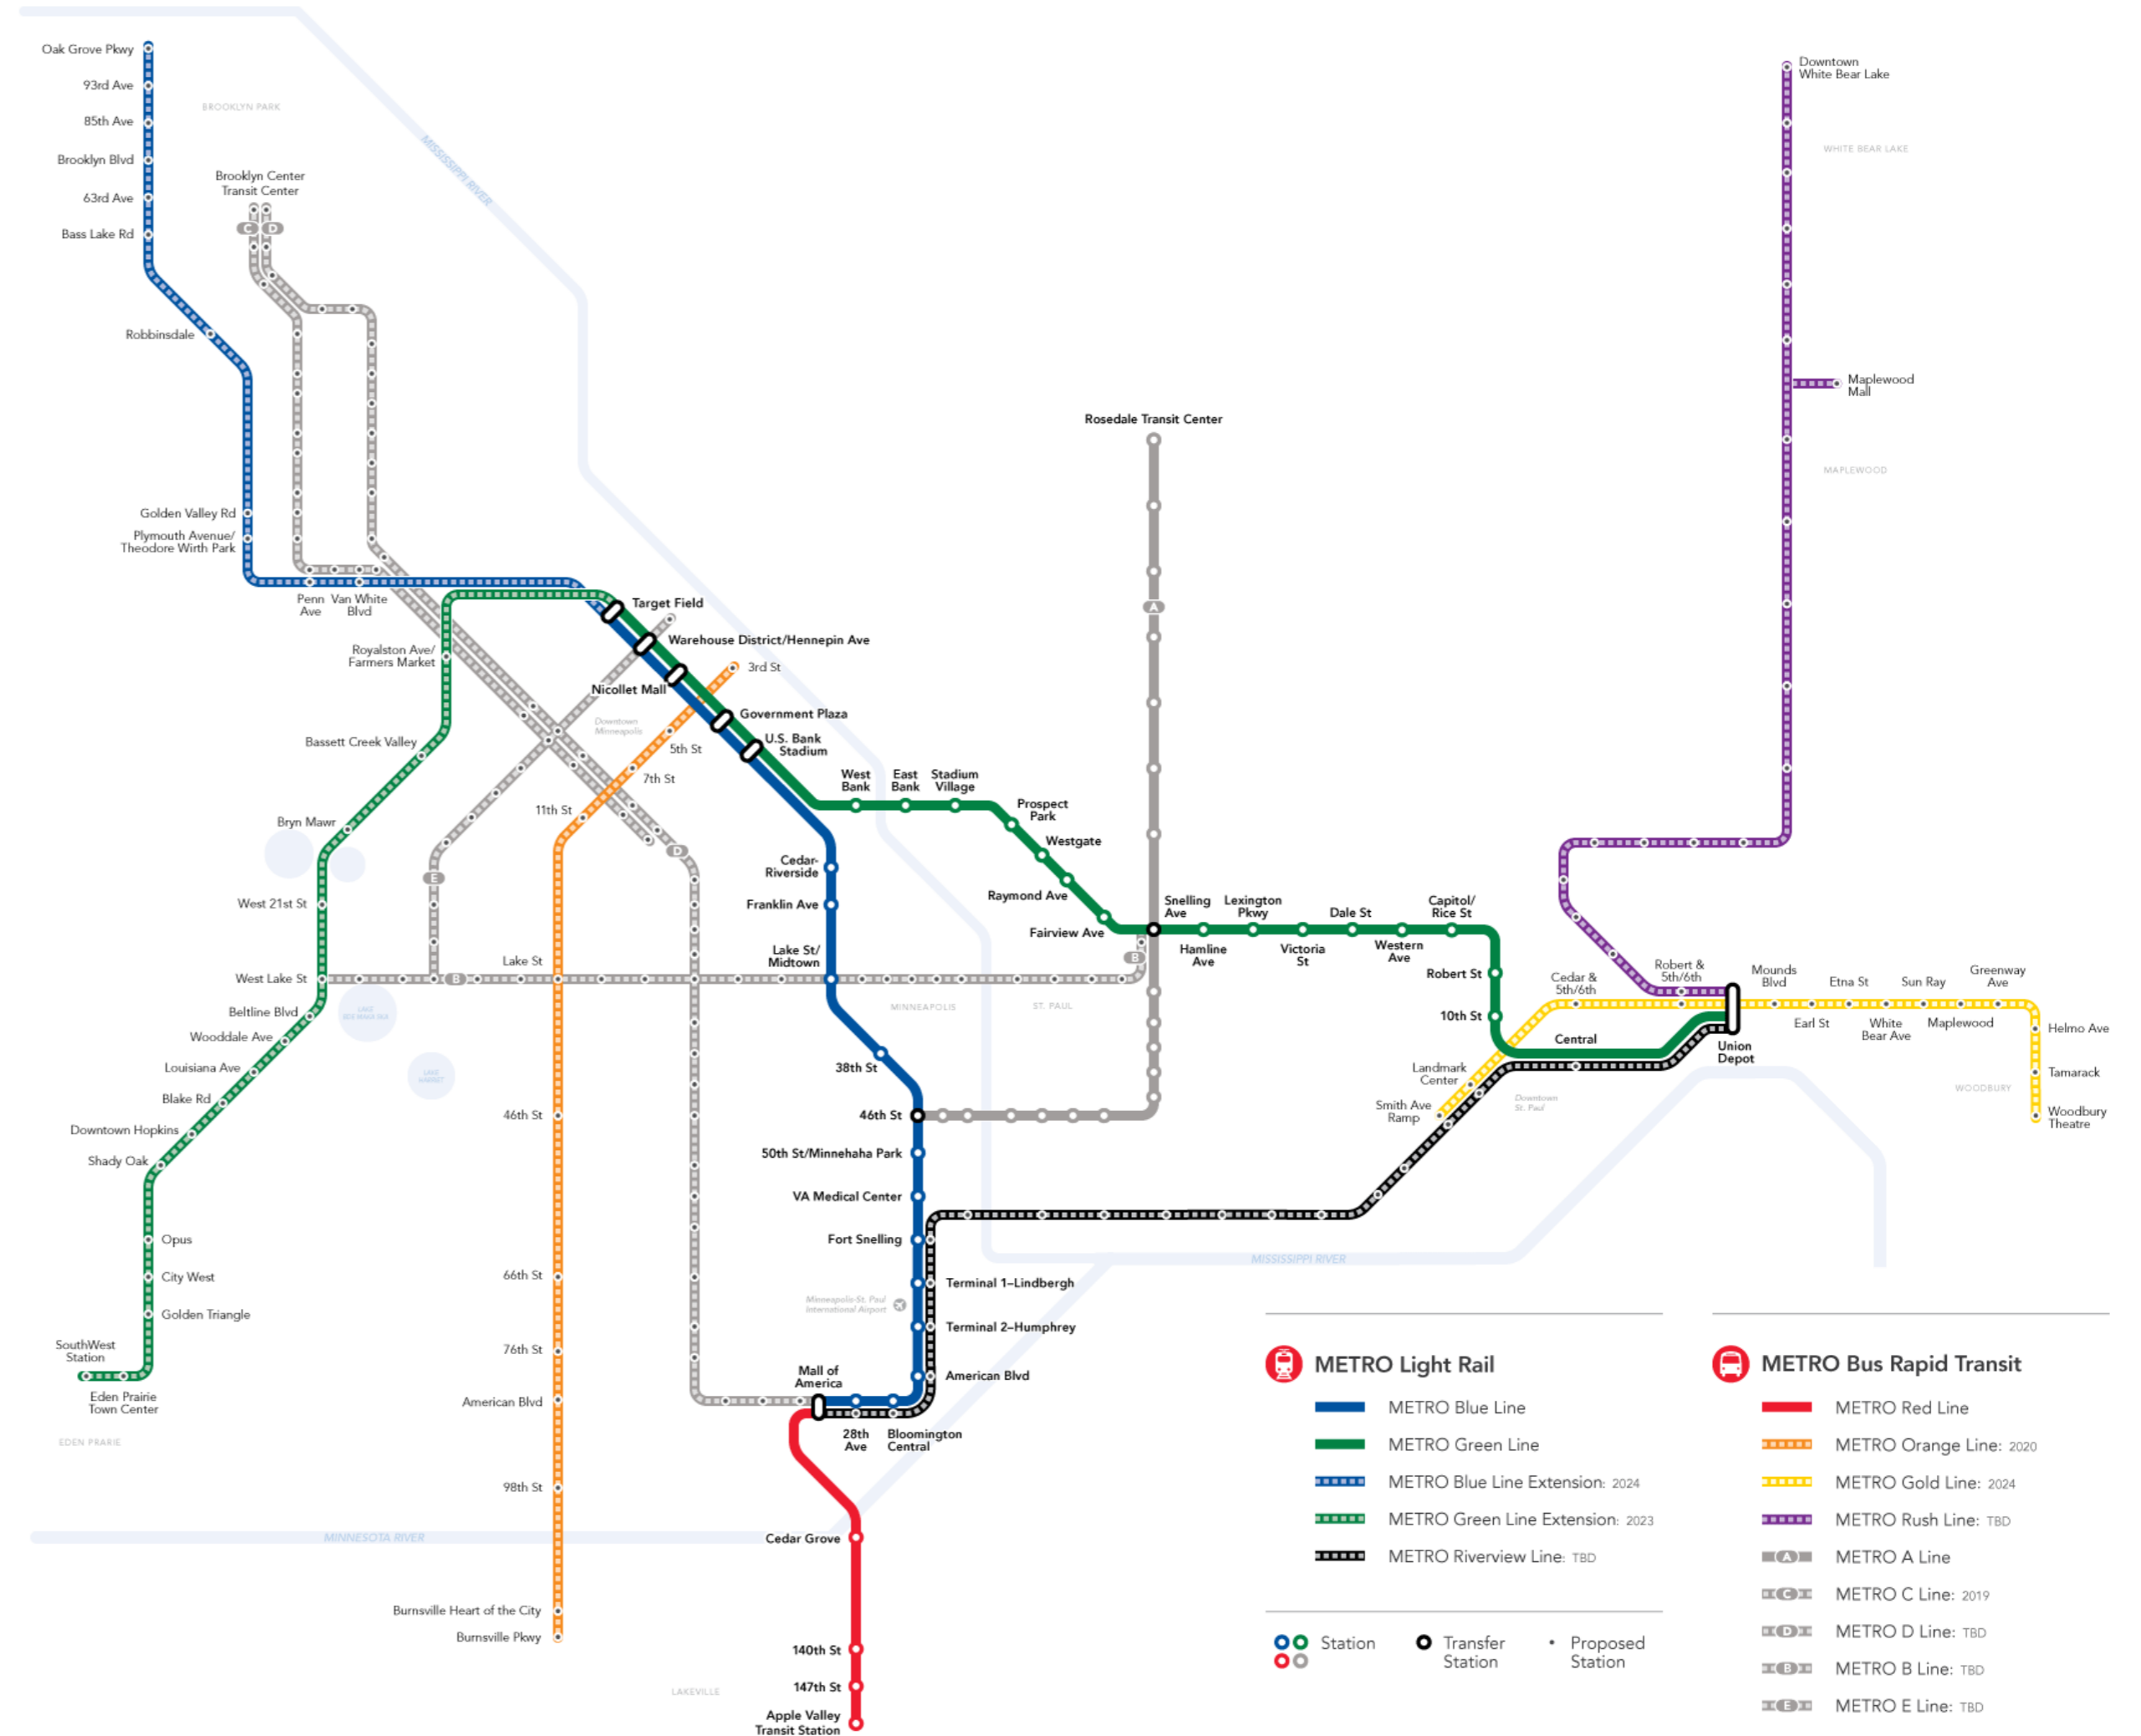 Oak Grove Pkwy
93rd Ave
85th Ave
Brooklyn Blvd
63rd Ave
Bass Lake Rd
Robbinsdale
Golden Valley Rd
Plymouth Avenue/
Theodore Wirth Park
BROOKLYN PARK
MISSISSIPPI RIVER
Brooklyn Center
Transit Center
C
D
Penn
Ave
Van White
Blvd
Royalston Ave/
Farmers Market
Bassett Creek Valley
Bryn Mawr
West 21st St
West Lake St
Beltline Blvd
Wooddale Ave
Louisiana Ave
Blake Rd
Downtown Hopkins
Shady Oak
Opus
City West
Golden Triangle
SouthWest
Station
Eden Prairie
Town Center
EDEN PRARIE
Target Field
Warehouse District/Hennepin Ave
Nicollet Mall
3rd St
Government Plaza
U.S. Bank
Stadium
Downtown
Minneapolis
5th St
7th St
11th St
D
E
B
Lake St
46th St
66th St
76th St
American Blvd
98th St
Burnsville Heart of the City
Burnsville Pkwy
LAKE
HARRIET
MINNESOTA RIVER
West
Bank
East
Bank
Stadium
Village
Prospect
Park
Westgate
Raymond Ave
Fairview Ave
Cedar-
Riverside
Franklin Ave
Lake St/
Midtown
38th St
46th St
50th St/Minnehaha Park
VA Medical Center
Fort Snelling
Terminal 1–Lindbergh
Minneapolis-St. Paul
International Airport
Terminal 2–Humphrey
American Blvd
Mall of
America
28th
Ave
Bloomington
Central
Cedar Grove
140th St
147th St
Apple Valley
Transit Station
LAKEVILLE
MINNEAPOLIS
ST. PAUL
B
Rosedale Transit Center
A
Snelling
Ave
Hamline
Ave
Lexington
Pkwy
Victoria
St
Dale St
Western
Ave
Capitol/
Rice St
Robert St
10th St
Central
Union
Depot
Landmark
Center
Smith Ave
Ramp
Downtown
St. Paul
Cedar &
5th/6th
Robert &
5th/6th
Mounds
Blvd
Earl St
Etna St
White
Bear Ave
Sun Ray
Maplewood
Greenway
Ave
Helmo Ave
Tamarack
Woodbury
Theatre
WOODBURY
MISSISSIPPI RIVER
Downtown
White Bear Lake
WHITE BEAR LAKE
Maplewood
Mall
MAPLEWOOD
METRO Light Rail
METRO Blue Line
METRO Green Line
METRO Blue Line Extension: 2024
METRO Green Line Extension: 2023
METRO Riverview Line: TBD
Station
Transfer
Station
Proposed
Station
METRO Bus Rapid Transit
METRO Red Line
METRO Orange Line: 2020
METRO Gold Line: 2024
METRO Rush Line: TBD
A METRO A Line
C METRO C Line: 2019
D METRO D Line: TBD
B METRO B Line: TBD
E METRO E Line: TBD